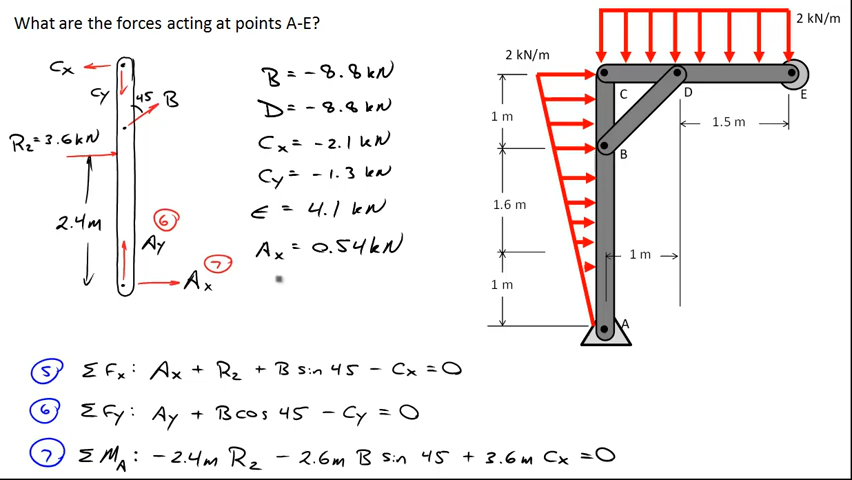 What are the forces acting at points A-E?
Cx
Cy
45
B
R2 = 3.6 kN
2.4m
6
Ay
7
Ax
B = -8.8 kN
D = -8.8 kN
Cx = -2.1 kN
Cy = -1.3 kN
E = 4.1 kN
Ax = 0.54 kN
2 kN/m
2 kN/m
C
D
E
1 m
1.5 m
B
1.6 m
1 m
1 m
A
5 ΣFx: Ax + R2 + B sin 45 - Cx = 0
6 ΣFy: Ay + B cos 45 - Cy = 0
7 ΣMA: -2.4m R2 - 2.6m B sin 45 + 3.6m Cx = 0